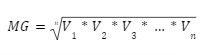 MG = ⁿ√V₁ * V₂ * V₃ * … * Vₙ